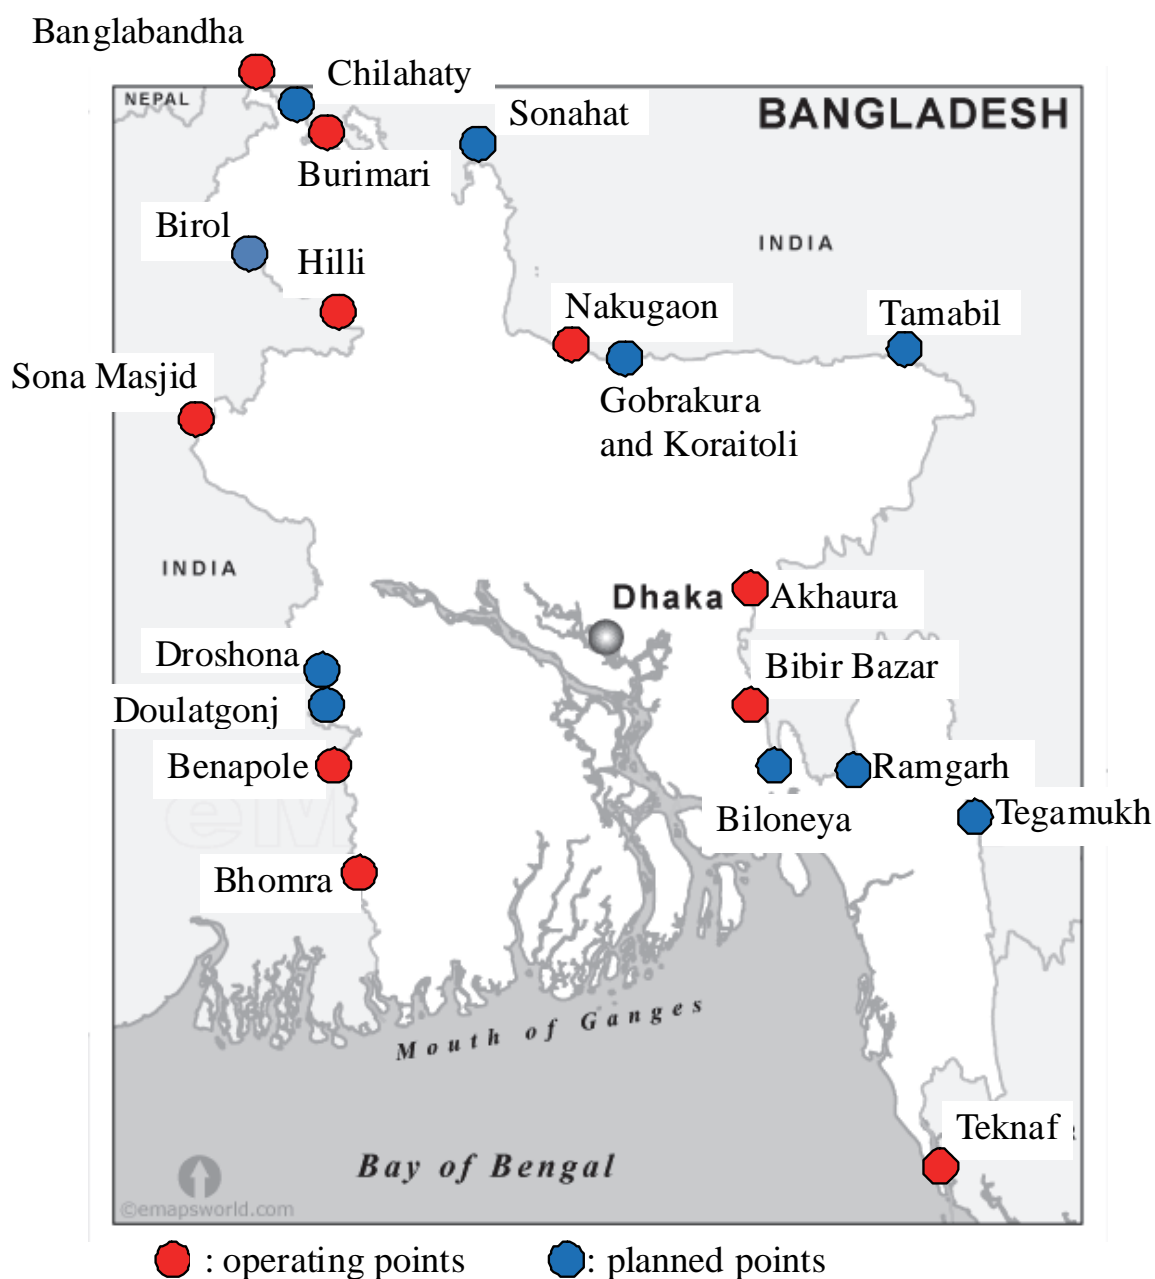 Banglabandha
Chilahaty
NEPAL
Sonahat
BANGLADESH
Burimari
Birol
INDIA
Hilli
Nakugaon
Tamabil
Sona Masjid
Gobrakura
and Koraitoli
INDIA
Dhaka
Akhaura
Droshona
Bibir Bazar
Doulatgonj
Benapole
Ramgarh
Biloneya
Tegamukh
eM
Bhomra
Mouth of Ganges
Teknaf
Bay of Bengal
©emapsworld.com
: operating points
: planned points